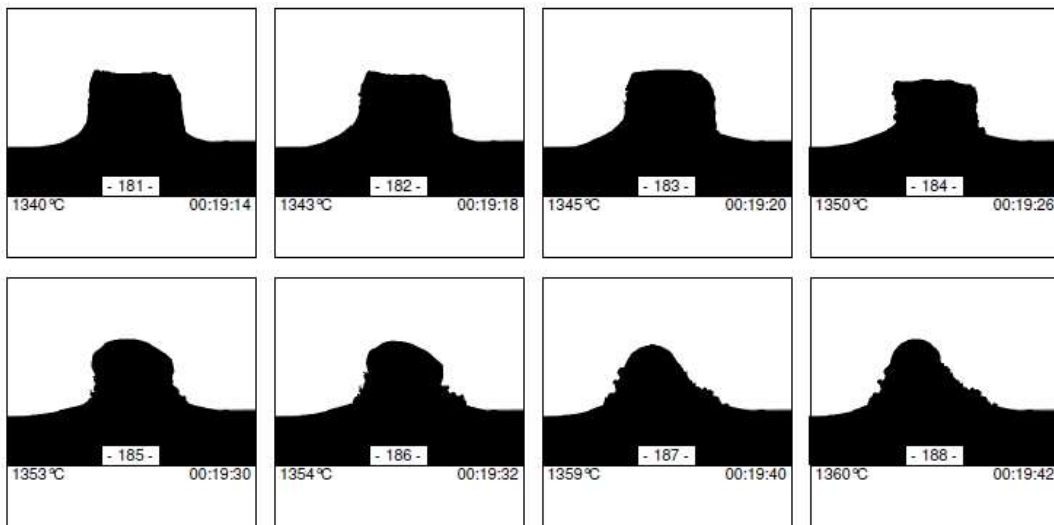 - 181 -
1340°C 00:19:14
- 182 -
1343°C 00:19:18
- 183 -
1345°C 00:19:20
- 184 -
1350°C 00:19:26
- 185 -
1353°C 00:19:30
- 186 -
1354°C 00:19:32
- 187 -
1359°C 00:19:40
- 188 -
1360°C 00:19:42